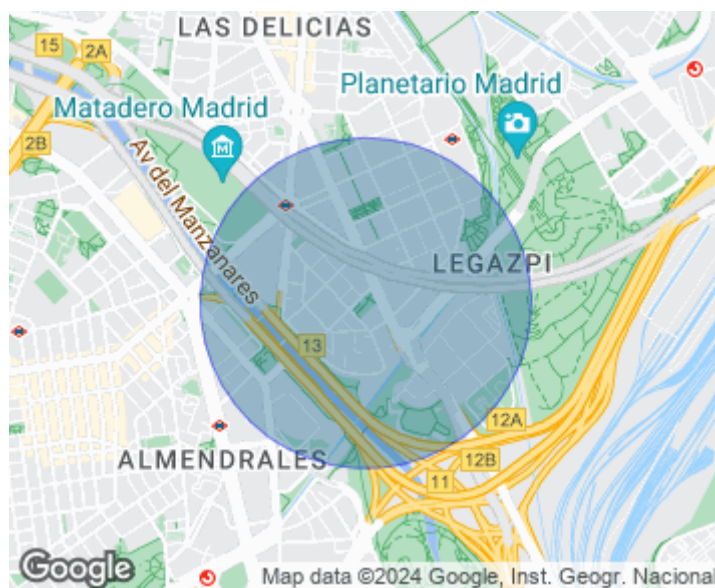 LAS DELICIAS
15
2A
Planetario Madrid
Matadero Madrid
2B
M
Av del Manzanares
LEGAZPI
13
12A
ALMENDRALES
12B
11
Google
Map data ©2024 Google, Inst. Geogr. Nacional